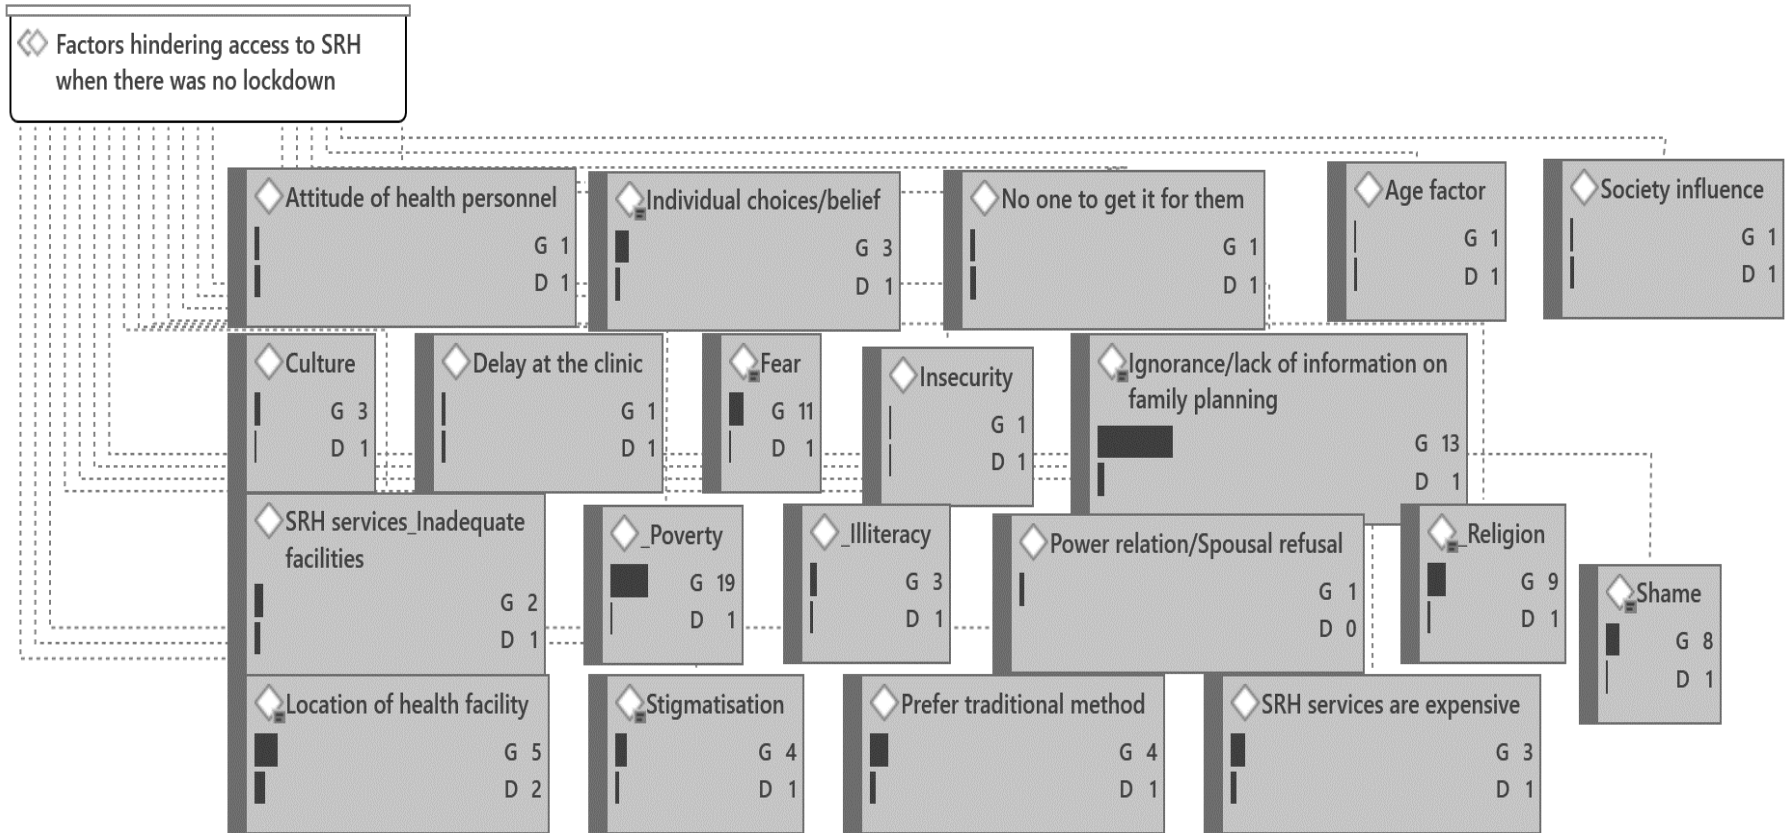 Factors hindering access to SRH
when there was no lockdown
Attitude of health personnel
G 1
D 1
Individual choices/belief
G 3
D 1
No one to get it for them
G 1
D 1
Age factor
G 1
D 1
Society influence
G 1
D 1
Culture
G 3
D 1
Delay at the clinic
G 1
D 1
Fear
G 11
D 1
Insecurity
G 1
D 1
Ignorance/lack of information on
family planning
G 13
D 1
SRH services_Inadequate
facilities
G 2
D 1
_Poverty
G 19
D 1
_Illiteracy
G 3
D 1
Power relation/Spousal refusal
G 1
D 0
_Religion
G 9
D 1
Shame
G 8
D 1
Location of health facility
G 5
D 2
Stigmatisation
G 4
D 1
Prefer traditional method
G 4
D 1
SRH services are expensive
G 3
D 1